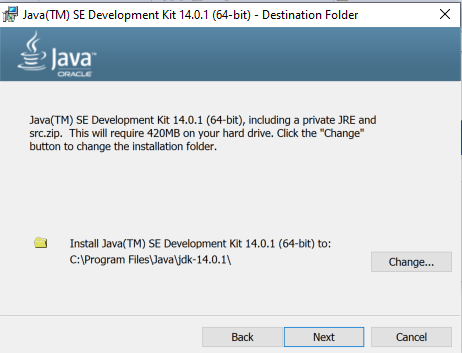 Java(TM) SE Development Kit 14.0.1 (64-bit) - Destination Folder
Java™
ORACLE
Java(TM) SE Development Kit 14.0.1 (64-bit), including a private JRE and
src.zip.  This will require 420MB on your hard drive. Click the "Change"
button to change the installation folder.
Install Java(TM) SE Development Kit 14.0.1 (64-bit) to:
C:\Program Files\Java\jdk-14.0.1\
Change...
Back
Next
Cancel